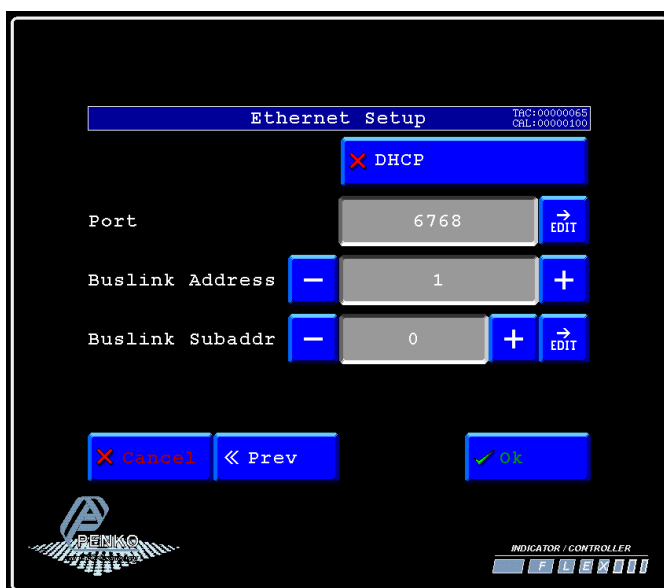 Ethernet Setup
TAC:00000065
CAL:00000100
DHCP
Port
6768
EDIT
Buslink Address
−
1
+
Buslink Subaddr
−
0
+
EDIT
Cancel
Prev
Ok
PENKO
INDICATOR / CONTROLLER
FLEX